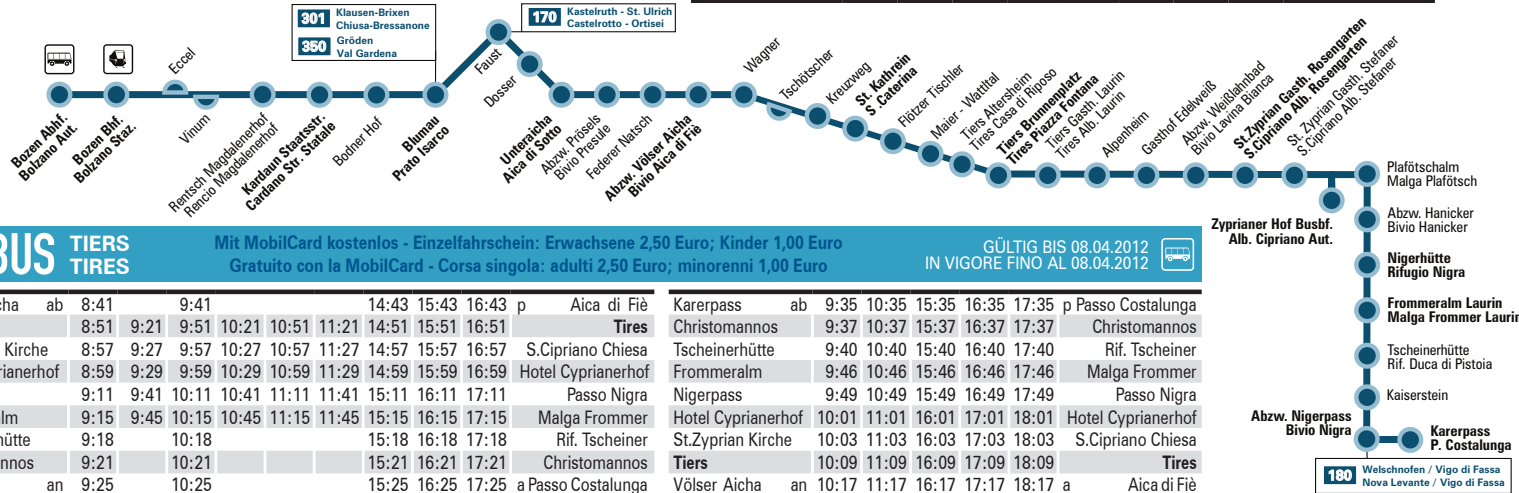 301 Klausen-Brixen
Chiusa-Bressanone
350 Gröden
Val Gardena
170 Kastelruth - St. Ulrich
Castelrotto - Ortisei
Bozen Abhf.
Bolzano Aut.
Bozen Bhf.
Bolzano Staz.
Eccel
Vinum
Rentsch Magdalenerhof
Rencio Magdalenerhof
Kardaun Staatsstr.
Cardano Str. Statale
Bodner Hof
Blumau
Prato Isarco
Faust
Dosser
Unteraicha
Aica di Sotto
Abzw. Prösels
Bivio Presule
Federer Natsch
Abzw. Völser Aicha
Bivio Aica di Fiè
Wagner
Tschötscher
Kreuzweg
St. Kathrein
S. Caterina
Flötzer Tischler
Maier - Wattltal
Tiers Altersheim
Tires Casa di Riposo
Tiers Brunnenplatz
Tires Piazza Fontana
Tiers Gasth. Laurin
Tires Alb. Laurin
Alpenheim
Gasthof Edelweiß
Abzw. Weißlahnbad
Bivio Lavina Bianca
St. Zyprian Gasth. Rosengarten
S.Cipriano Alb. Rosengarten
St. Zyprian Gasth. Stefaner
S.Cipriano Alb. Stefaner
Zyprianer Hof Busbf.
Alb. Cipriano Aut.
Plafötschalm
Malga Plafötsch
Abzw. Hanicker
Bivio Hanicker
Nigerhütte
Rifugio Nigra
Frommeralm Laurin
Malga Frommer Laurin
Tscheinerhütte
Rif. Duca di Pistoia
Kaiserstein
Abzw. Nigerpass
Bivio Nigra
Karerpass
P. Costalunga
180 Welschnofen / Vigo di Fassa
Nova Levante / Vigo di Fassa
BUS TIERS
TIRES
Mit MobilCard kostenlos - Einzelfahrschein: Erwachsene 2,50 Euro; Kinder 1,00 Euro
Gratuito con la MobilCard - Corsa singola: adulti 2,50 Euro; minorenni 1,00 Euro
GÜLTIG BIS 08.04.2012
IN VIGORE FINO AL 08.04.2012
cha ab 8:41 9:41 14:43 15:43 16:43 p Aica di Fiè
8:51 9:21 9:51 10:21 10:51 11:21 14:51 15:51 16:51 Tires
Kirche 8:57 9:27 9:57 10:27 10:57 11:27 14:57 15:57 16:57 S.Cipriano Chiesa
rianerhof 8:59 9:29 9:59 10:29 10:59 11:29 14:59 15:59 16:59 Hotel Cyprianerhof
9:11 9:41 10:11 10:41 11:11 11:41 15:11 16:11 17:11 Passo Nigra
lm 9:15 9:45 10:15 10:45 11:15 11:45 15:15 16:15 17:15 Malga Frommer
hütte 9:18 10:18 15:18 16:18 17:18 Rif. Tscheiner
nnos 9:21 10:21 15:21 16:21 17:21 Christomannos
an 9:25 10:25 15:25 16:25 17:25 a Passo Costalunga
Karerpass ab 9:35 10:35 15:35 16:35 17:35 p Passo Costalunga
Christomannos 9:37 10:37 15:37 16:37 17:37 Christomannos
Tscheinerhütte 9:40 10:40 15:40 16:40 17:40 Rif. Tscheiner
Frommeralm 9:46 10:46 15:46 16:46 17:46 Malga Frommer
Nigerpass 9:49 10:49 15:49 16:49 17:49 Passo Nigra
Hotel Cyprianerhof 10:01 11:01 16:01 17:01 18:01 Hotel Cyprianerhof
St.Zyprian Kirche 10:03 11:03 16:03 17:03 18:03 S.Cipriano Chiesa
Tiers 10:09 11:09 16:09 17:09 18:09 Tires
Völser Aicha an 10:17 11:17 16:17 17:17 18:17 a Aica di Fiè